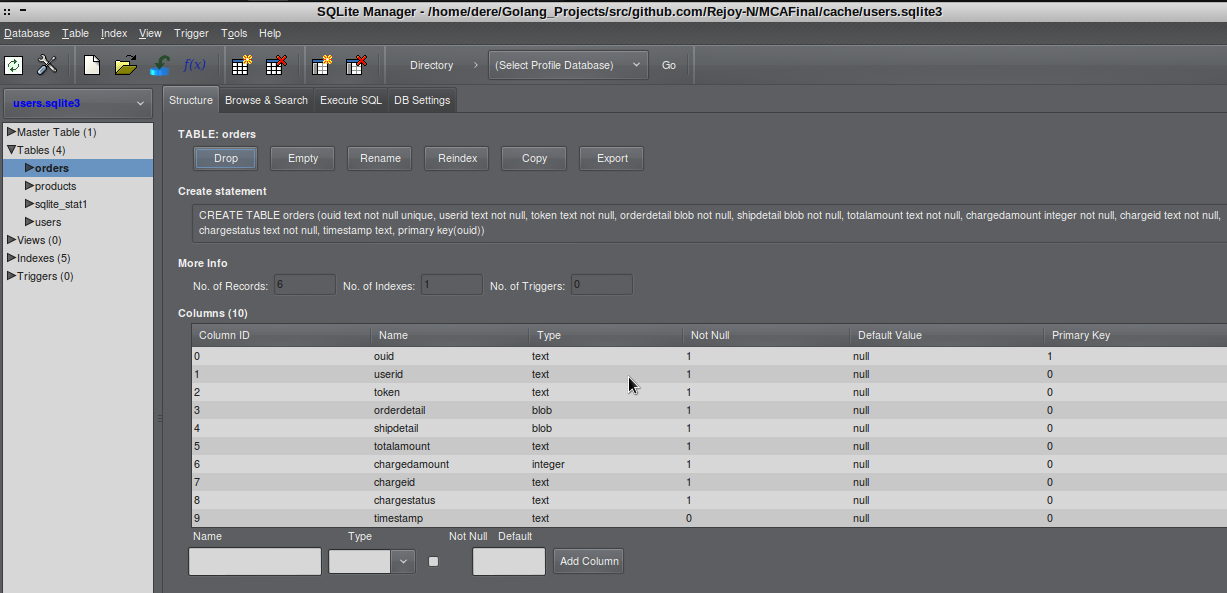 SQLite Manager - /home/dere/Golang_Projects/src/github.com/Rejoy-N/MCAFinal/cache/users.sqlite3
Database Table Index View Trigger Tools Help
f(x) Directory (Select Profile Database) Go
users.sqlite3
Master Table (1)
Tables (4)
orders
products
sqlite_stat1
users
Views (0)
Indexes (5)
Triggers (0)
Structure Browse & Search Execute SQL DB Settings
TABLE: orders
Drop Empty Rename Reindex Copy Export
Create statement
CREATE TABLE orders (ouid text not null unique, userid text not null, token text not null, orderdetail blob not null, shipdetail blob not null, totalamount text not null, chargedamount integer not null, chargeid text not null,
chargestatus text not null, timestamp text, primary key(ouid))
More Info
No. of Records: 6 No. of Indexes: 1 No. of Triggers: 0
Columns (10)
Column ID Name Type Not Null Default Value Primary Key
0 ouid text 1 null 1
1 userid text 1 null 0
2 token text 1 null 0
3 orderdetail blob 1 null 0
4 shipdetail blob 1 null 0
5 totalamount text 1 null 0
6 chargedamount integer 1 null 0
7 chargeid text 1 null 0
8 chargestatus text 1 null 0
9 timestamp text 0 null 0
Name Type Not Null Default
Add Column